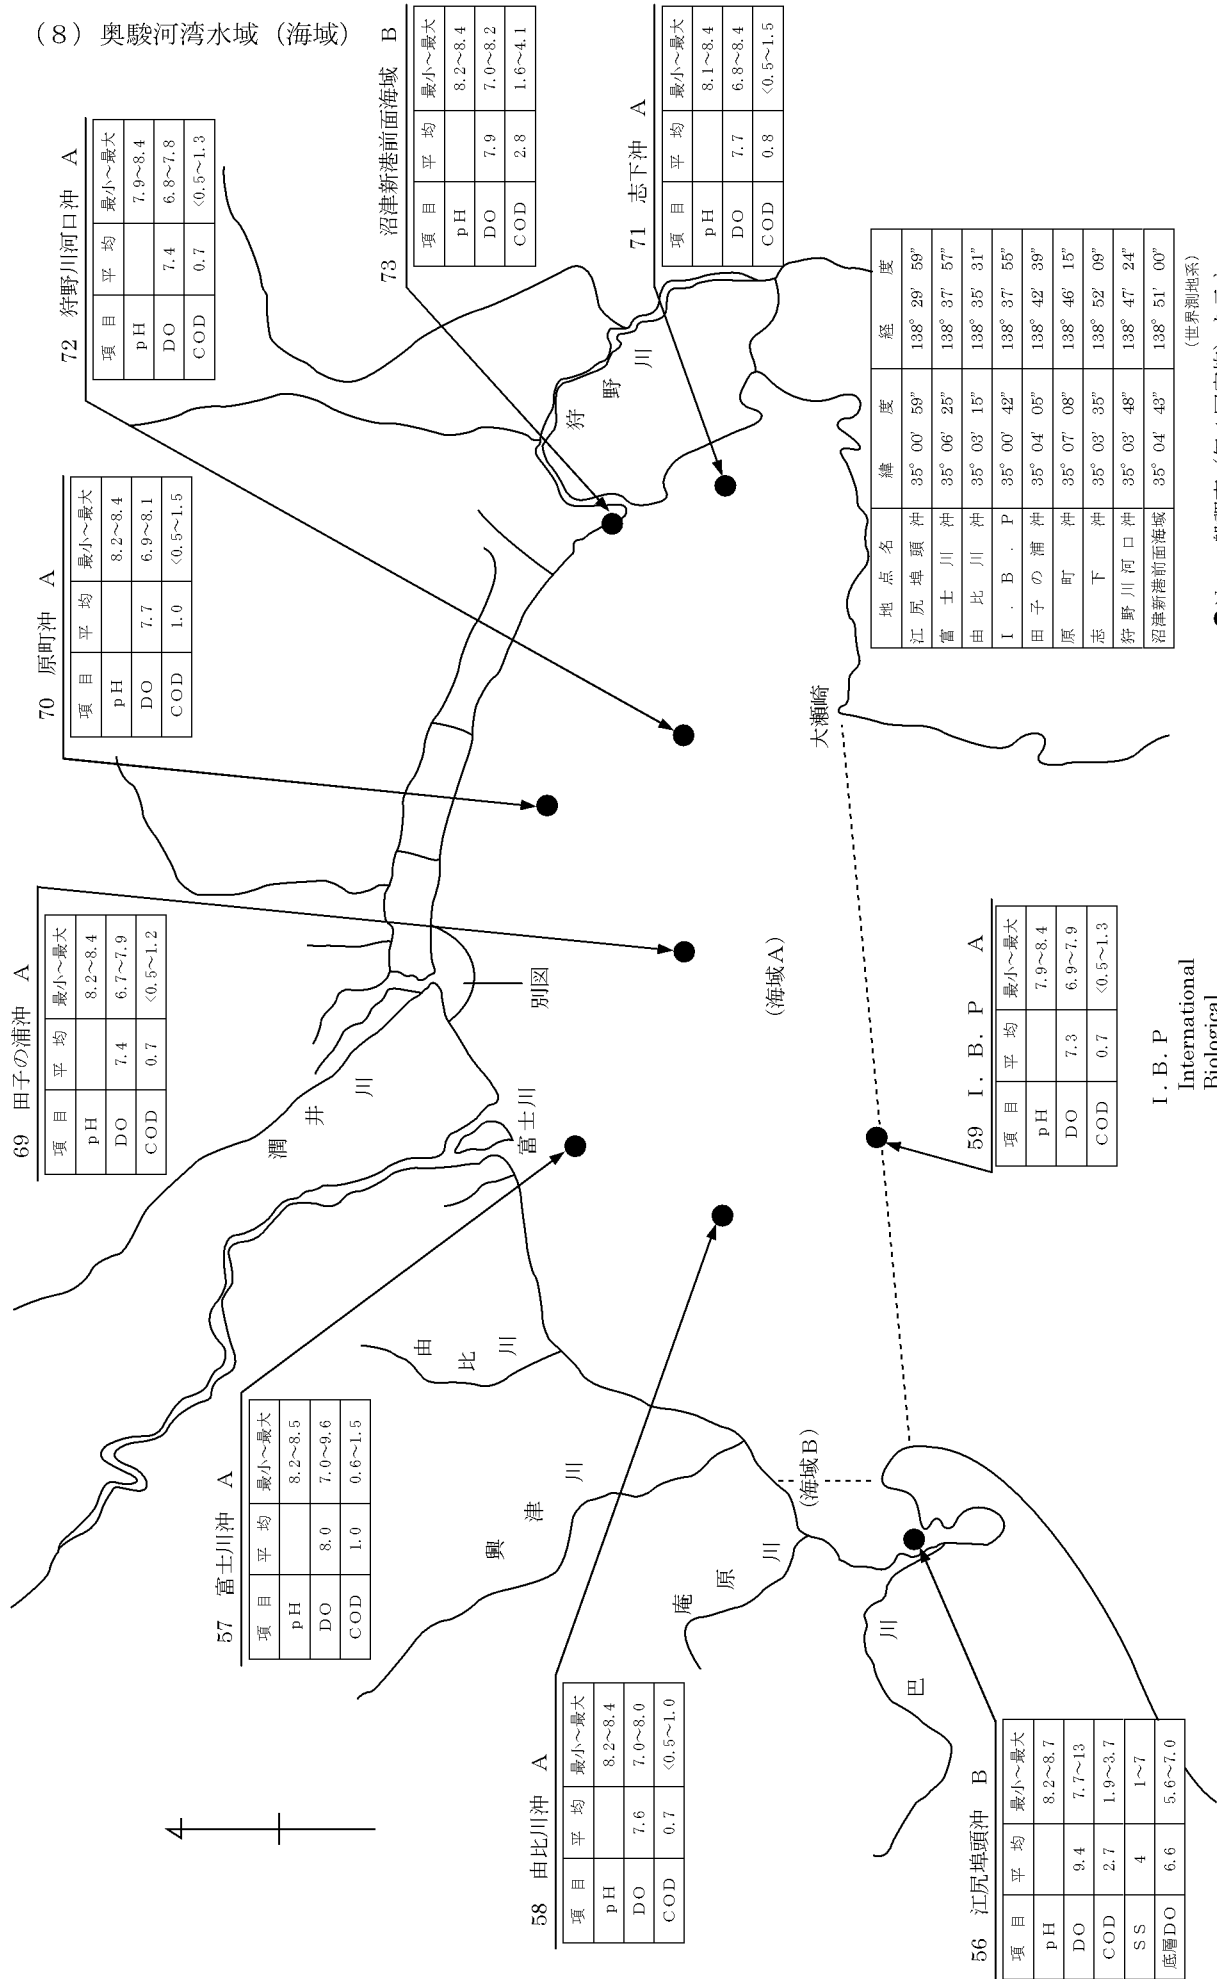 (8) 奥駿河湾水域 (海域)
69 田子の浦沖 A
項 目 平 均 最小～最大
pH 8.2～8.4
DO 7.4 6.7～7.9
COD 0.7 <0.5～1.2
70 原町沖 A
項 目 平 均 最小～最大
pH 8.2～8.4
DO 7.7 6.9～8.1
COD 1.0 <0.5～1.5
72 狩野川河口沖 A
項 目 平 均 最小～最大
pH 7.9～8.4
DO 7.4 6.8～7.8
COD 0.7 <0.5～1.3
73 沼津新港前面海域 B
項 目 平 均 最小～最大
pH 8.2～8.4
DO 7.9 7.0～8.2
COD 2.8 1.6～4.1
71 志下沖 A
項 目 平 均 最小～最大
pH 8.1～8.4
DO 7.7 6.8～8.4
COD 0.8 <0.5～1.5
57 富士川沖 A
項 目 平 均 最小～最大
pH 8.2～8.5
DO 8.0 7.0～9.6
COD 1.0 0.6～1.5
58 由比川沖 A
項 目 平 均 最小～最大
pH 8.2～8.4
DO 7.6 7.0～8.0
COD 0.7 <0.5～1.0
56 江尻埠頭沖 B
項 目 平 均 最小～最大
pH 8.2～8.7
DO 9.4 7.7～13
COD 2.7 1.9～3.7
SS 4 1～7
底層DO 6.6 5.6～7.0
59 I.B.P A
項 目 平 均 最小～最大
pH 7.9～8.4
DO 7.3 6.9～7.9
COD 0.7 <0.5～1.3
I.B.P
International
Biological
潤井川
富士川
由比川
興津川
庵原川
巴川
狩野川
別図
(海域A)
(海域B)
大瀬崎
地 点 名 緯 度 経 度
江尻埠頭沖 35° 00′ 59″ 138° 29′ 59″
富士川沖 35° 06′ 25″ 138° 37′ 57″
由比川沖 35° 03′ 15″ 138° 35′ 31″
I.B.P 35° 00′ 42″ 138° 37′ 55″
田子の浦沖 35° 04′ 05″ 138° 42′ 39″
原町沖 35° 07′ 08″ 138° 46′ 15″
志下沖 35° 03′ 35″ 138° 52′ 09″
狩野川河口沖 35° 03′ 48″ 138° 47′ 24″
沼津新港前面海域 35° 04′ 43″ 138° 51′ 00″
(世界測地系)